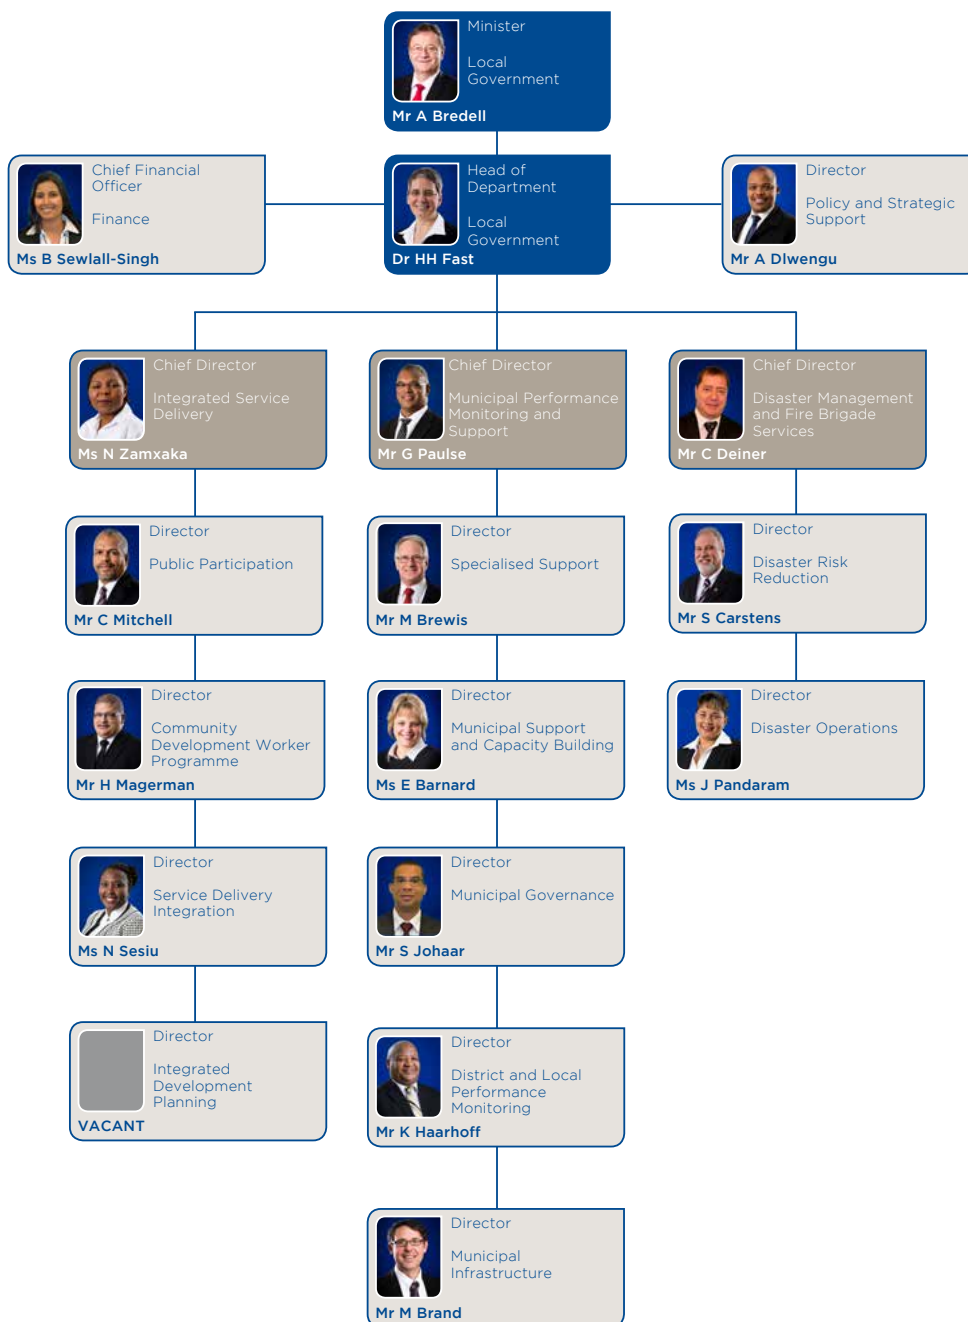 Minister
Local
Government
Mr A Bredell
Chief Financial
Officer
Finance
Ms B Sewlall-Singh
Head of
Department
Local
Government
Dr HH Fast
Director
Policy and Strategic
Support
Mr A Dlwengu
Chief Director
Integrated Service
Delivery
Ms N Zamxaka
Chief Director
Municipal Performance
Monitoring and
Support
Mr G Paulse
Chief Director
Disaster Management
and Fire Brigade
Services
Mr C Deiner
Director
Public Participation
Mr C Mitchell
Director
Specialised Support
Mr M Brewis
Director
Disaster Risk
Reduction
Mr S Carstens
Director
Community
Development Worker
Programme
Mr H Magerman
Director
Municipal Support
and Capacity Building
Ms E Barnard
Director
Disaster Operations
Ms J Pandaram
Director
Service Delivery
Integration
Ms N Sesiu
Director
Municipal Governance
Mr S Johaar
Director
Integrated
Development
Planning
VACANT
Director
District and Local
Performance
Monitoring
Mr K Haarhoff
Director
Municipal
Infrastructure
Mr M Brand